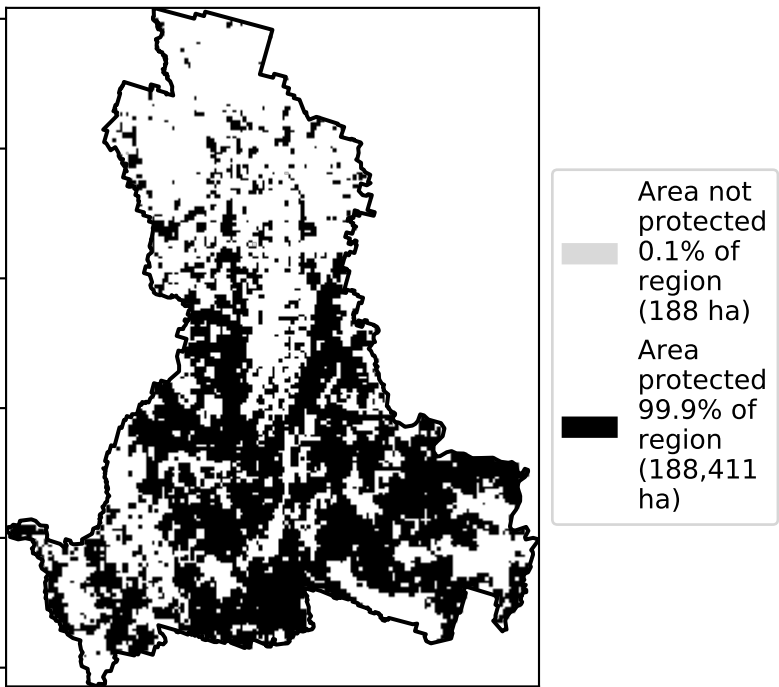 Area not
protected
0.1% of
region
(188 ha)
Area
protected
99.9% of
region
(188,411
ha)